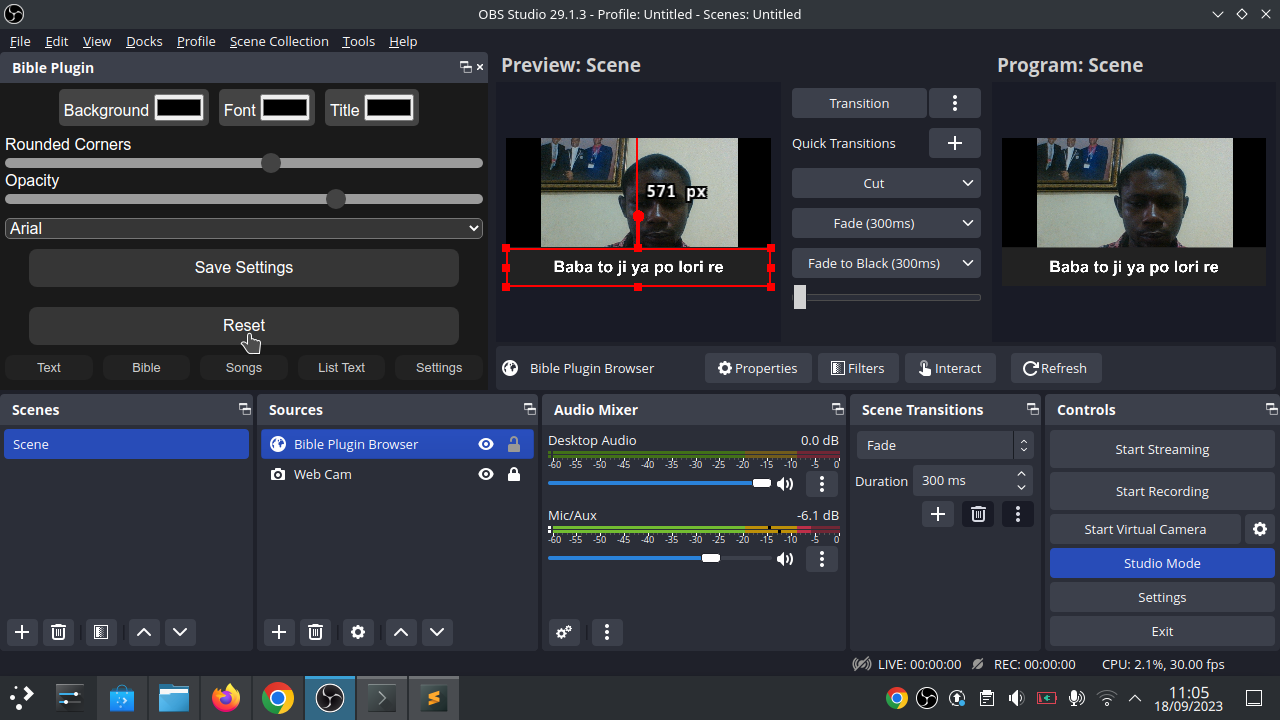 OBS Studio 29.1.3 - Profile: Untitled - Scenes: Untitled
File Edit View Docks Profile Scene Collection Tools Help
Bible Plugin
Background Font Title
Rounded Corners
Opacity
Arial
Save Settings
Reset
Text Bible Songs List Text Settings
Preview: Scene
571 px
Baba to ji ya po lori re
Transition
Quick Transitions
Cut
Fade (300ms)
Fade to Black (300ms)
Program: Scene
Baba to ji ya po lori re
Bible Plugin Browser Properties Filters Interact Refresh
Scenes
Scene
Sources
Bible Plugin Browser
Web Cam
Audio Mixer
Desktop Audio 0.0 dB
-60 -55 -50 -45 -40 -35 -30 -25 -20 -15 -10 -5 0
Mic/Aux -6.1 dB
-60 -55 -50 -45 -40 -35 -30 -25 -20 -15 -10 -5 0
Scene Transitions
Fade
Duration 300 ms
Controls
Start Streaming
Start Recording
Start Virtual Camera
Studio Mode
Settings
Exit
LIVE: 00:00:00 REC: 00:00:00 CPU: 2.1%, 30.00 fps
11:05
18/09/2023